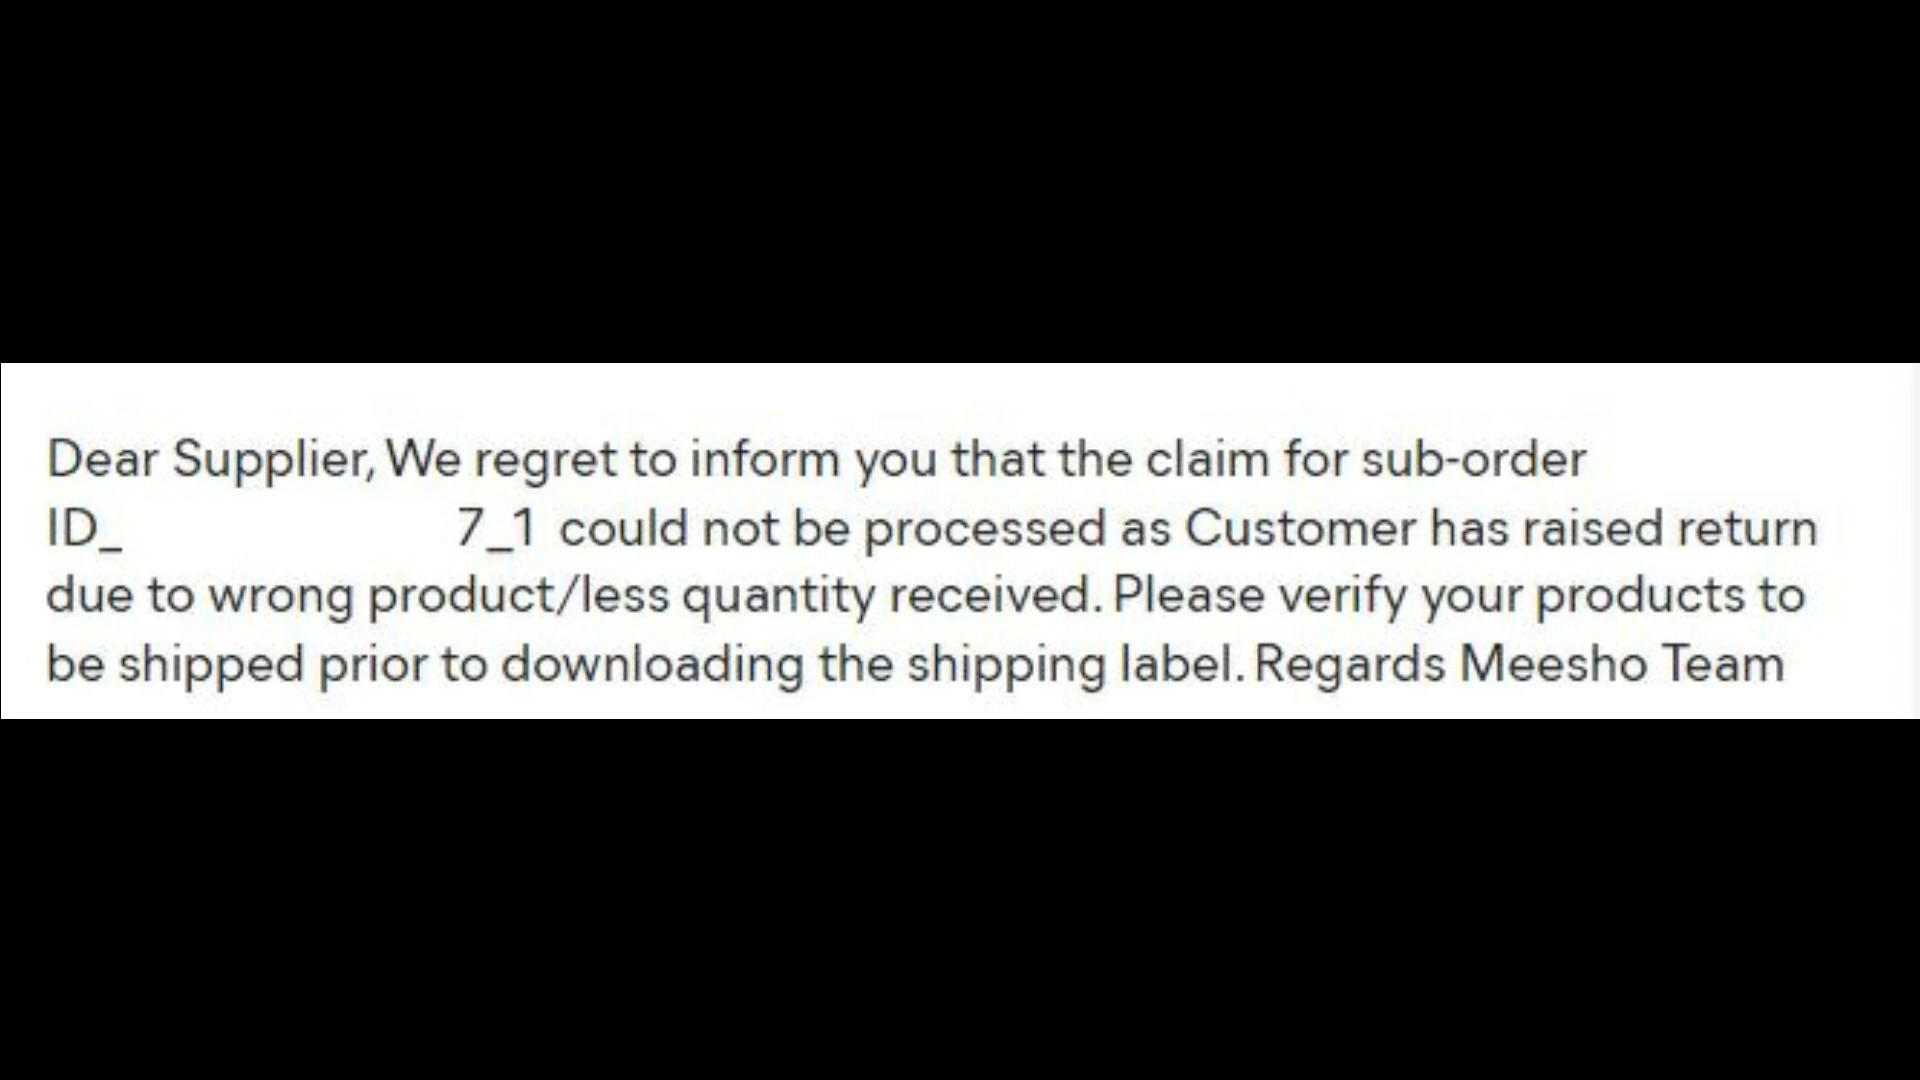 Dear Supplier, We regret to inform you that the claim for sub-order
ID_ 7_1 could not be processed as Customer has raised return
due to wrong product/less quantity received. Please verify your products to
be shipped prior to downloading the shipping label. Regards Meesho Team